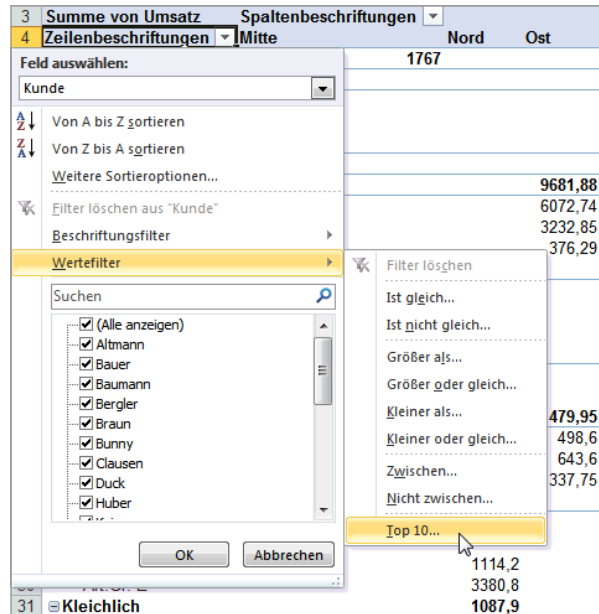 3 Summe von Umsatz Spaltenbeschriftungen
4 Zeilenbeschriftungen Mitte Nord Ost
Feld auswählen:
1767
Kunde
Von A bis Z sortieren
Von Z bis A sortieren
Weitere Sortieroptionen...
9681,88
Filter löschen aus "Kunde"
6072,74
Beschriftungsfilter
3232,85
376,29
Wertefilter
Filter löschen
Suchen
Ist gleich...
(Alle anzeigen)
Ist nicht gleich...
Altmann
Größer als...
Bauer
Größer oder gleich...
Baumann
Bergler
Kleiner als...
479,95
Braun
Kleiner oder gleich...
498,6
Bunny
Zwischen...
643,6
Clausen
337,75
Duck
Nicht zwischen...
Huber
Top 10...
OK Abbrechen
1114,2
3380,8
31 Kleichlich 1087,9